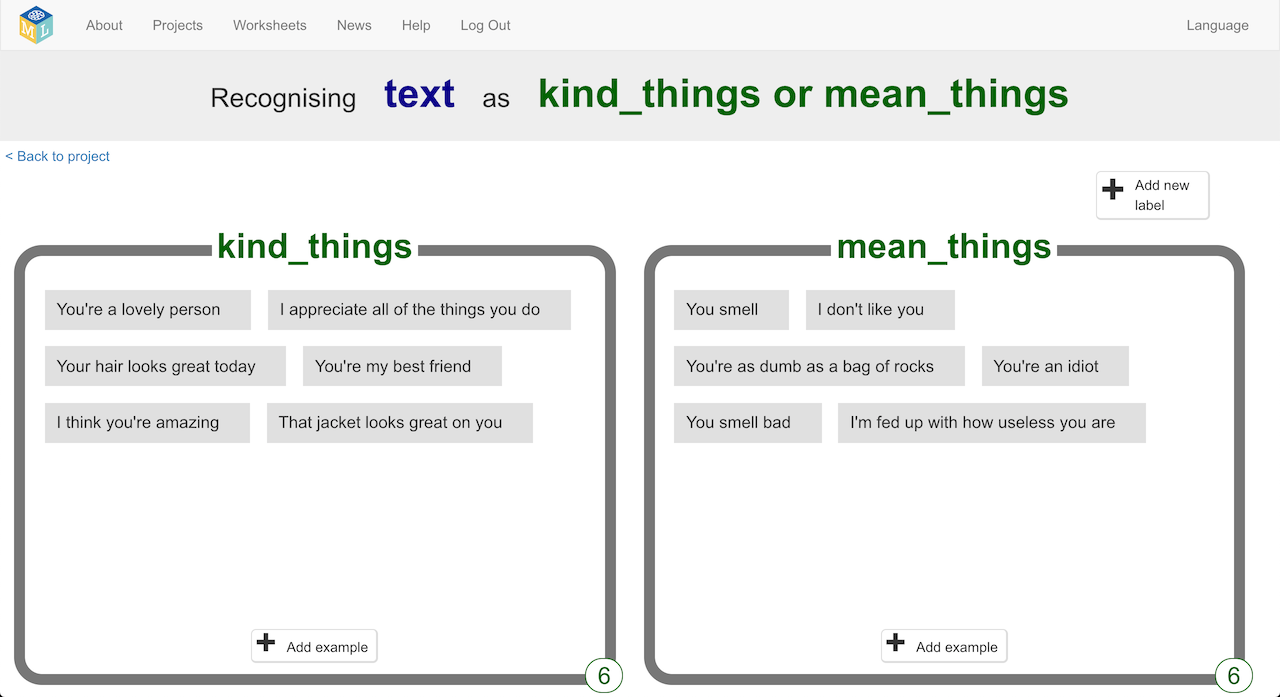 ML About Projects Worksheets News Help Log Out Language
Recognising text as kind_things or mean_things
< Back to project
Add new
label
kind_things
You're a lovely person I appreciate all of the things you do
Your hair looks great today You're my best friend
I think you're amazing That jacket looks great on you
Add example
6
mean_things
You smell I don't like you
You're as dumb as a bag of rocks You're an idiot
You smell bad I'm fed up with how useless you are
Add example
6